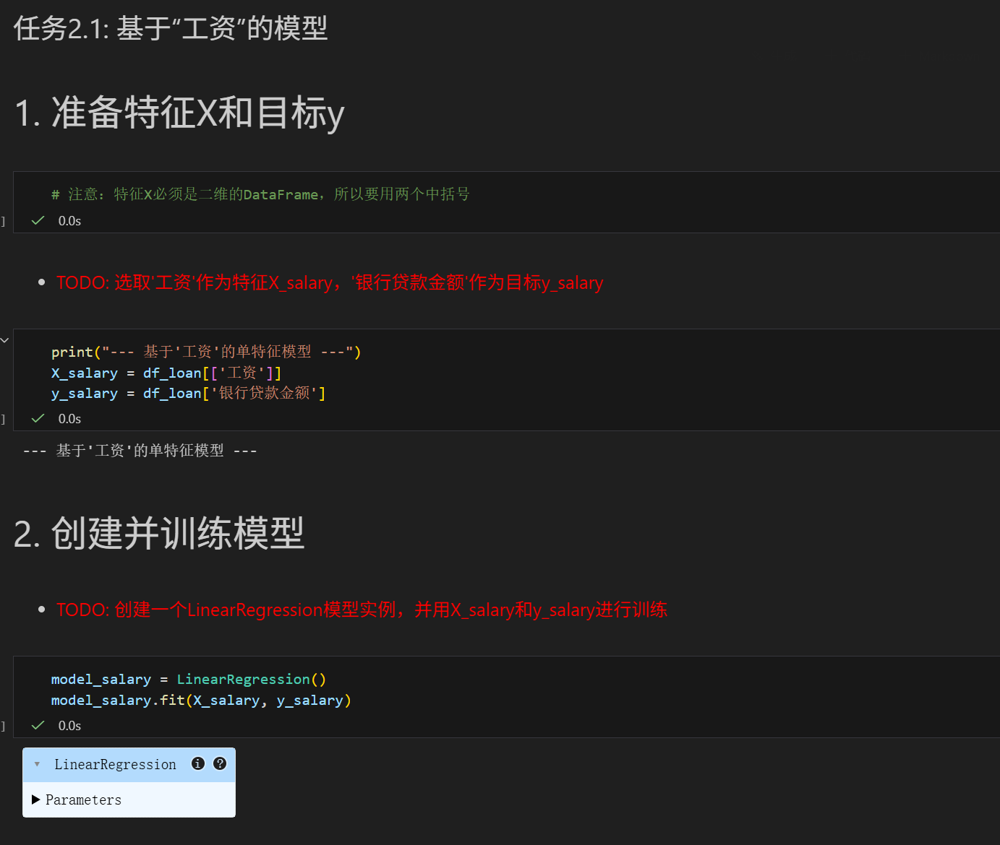 任务2.1: 基于“工资”的模型
1. 准备特征X和目标y
# 注意：特征X必须是二维的DataFrame，所以要用两个中括号
] 0.0s
TODO: 选取'工资'作为特征X_salary，'银行贷款金额'作为目标y_salary
print("--- 基于'工资'的单特征模型 ---")
X_salary = df_loan[['工资']]
y_salary = df_loan['银行贷款金额']
] 0.0s
--- 基于'工资'的单特征模型 ---
2. 创建并训练模型
TODO: 创建一个LinearRegression模型实例，并用X_salary和y_salary进行训练
model_salary = LinearRegression()
model_salary.fit(X_salary, y_salary)
] 0.0s
LinearRegression i ?
Parameters